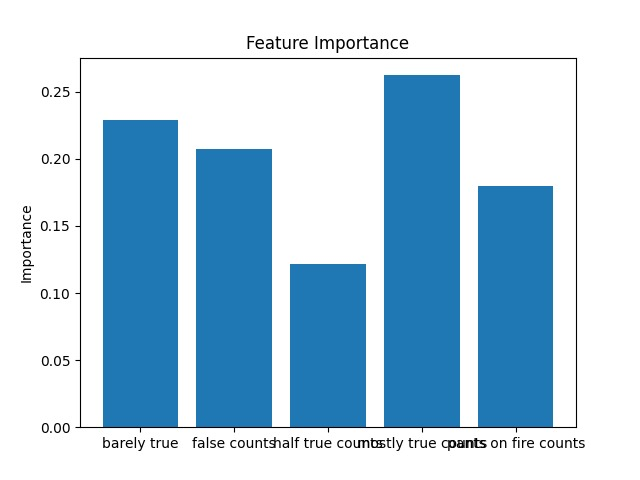 Feature Importance
Importance
0.25
0.20
0.15
0.10
0.05
0.00
barely true
false counts
half true counts
mostly true counts
pants on fire counts